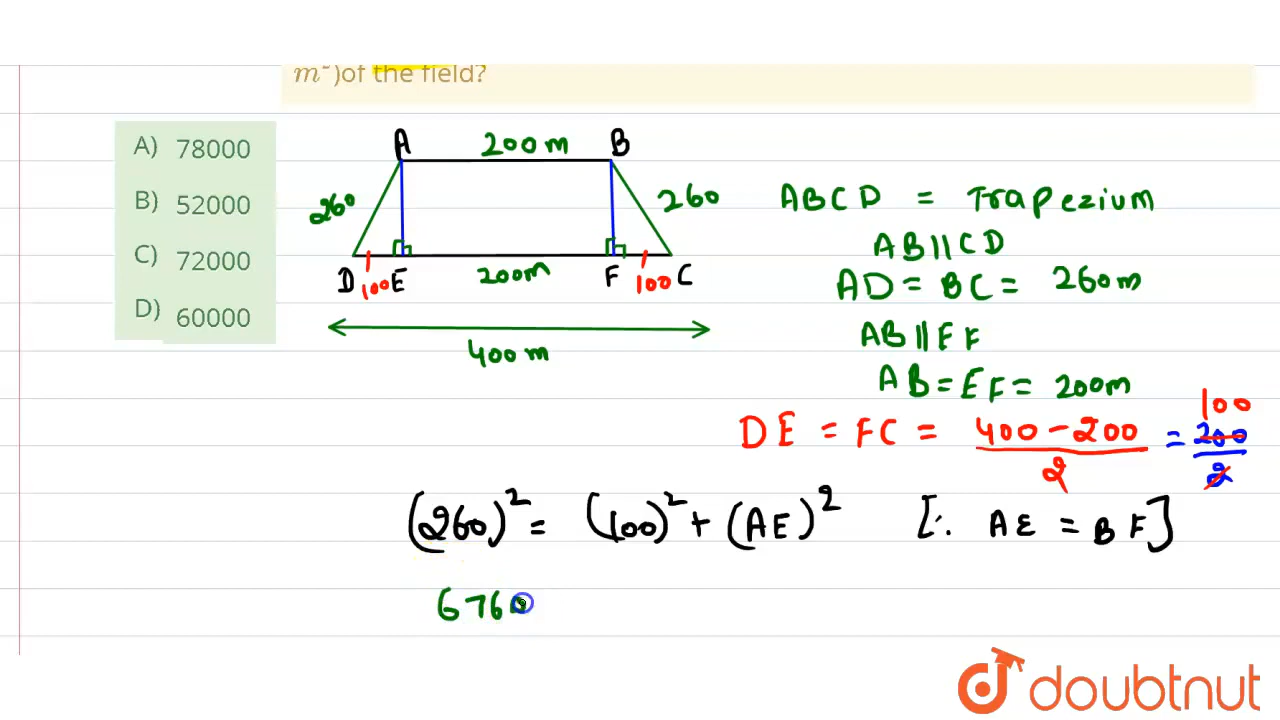 m²)of the field?
A) 78000
B) 52000
C) 72000
D) 60000
A 200 m B
260 260
D 100 E 200m F 100 C
400 m
ABCD = Trapezium
AB||CD
AD = BC = 260m
AB||EF
AB = EF = 200m
DE = FC = 400-200/2 = 200/2 100
(260)² = (100)² + (AE)² [∵ AE = BF]
6760
doubtnut